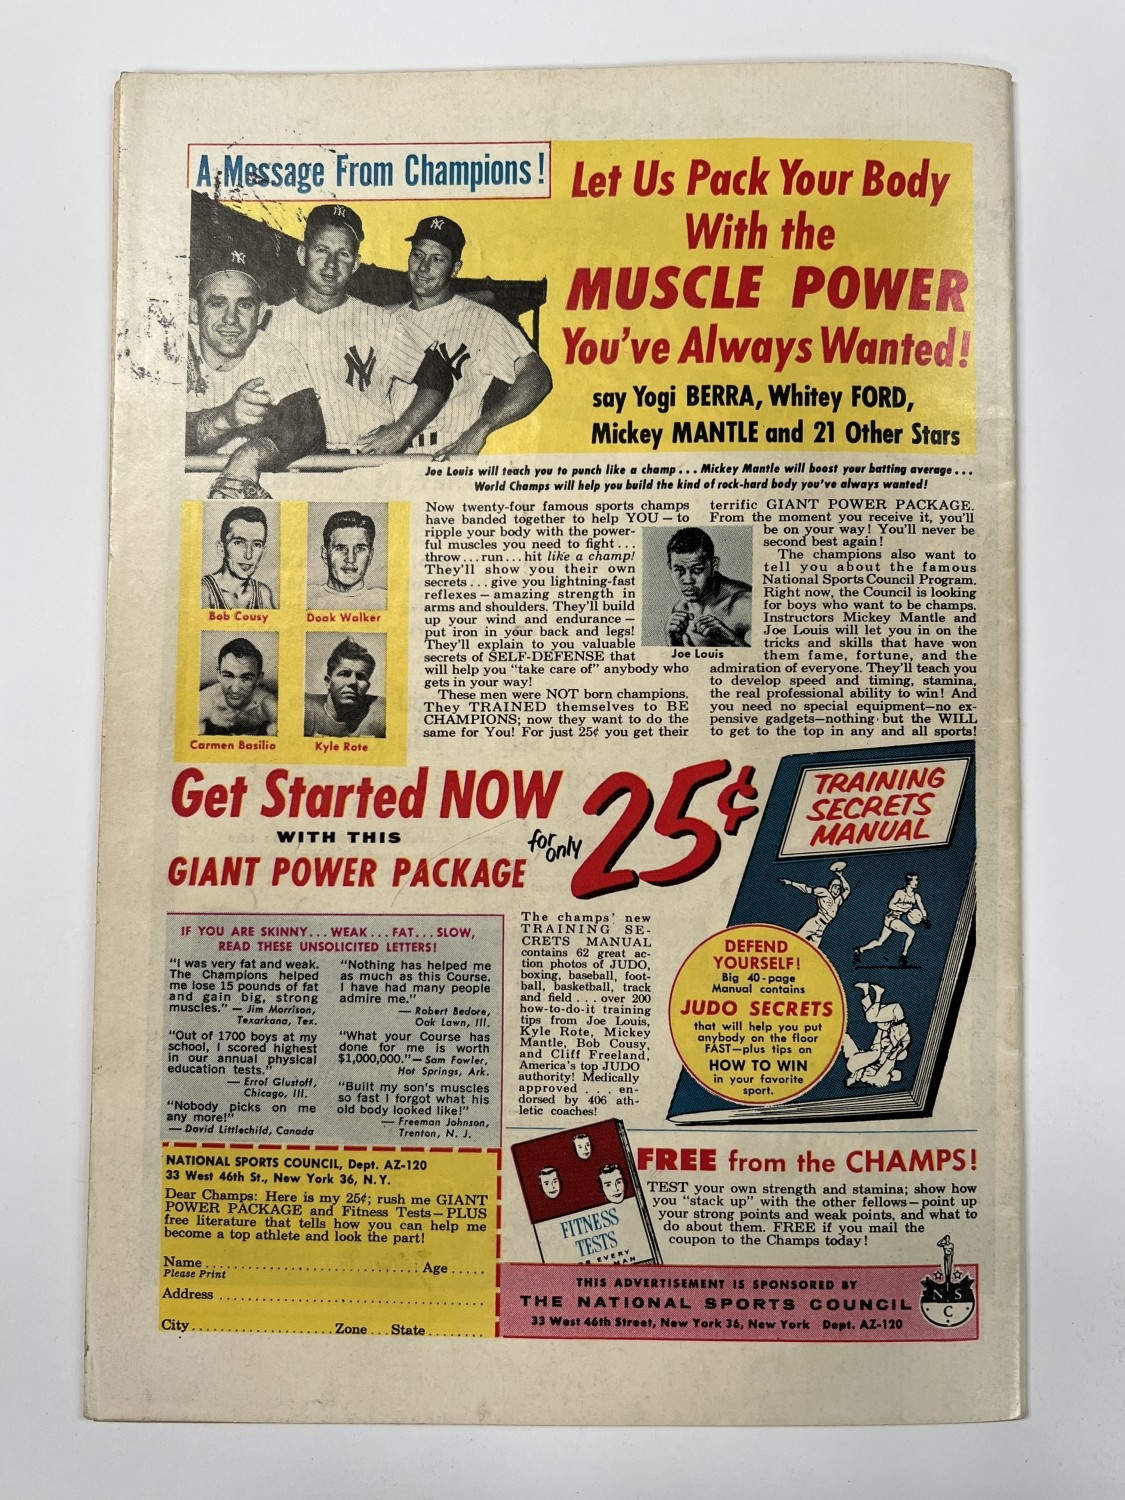 A Message From Champions!
Let Us Pack Your Body
With the
MUSCLE POWER
You've Always Wanted!
say Yogi BERRA, Whitey FORD,
Mickey MANTLE and 21 Other Stars
Joe Louis will teach you to punch like a champ... Mickey Mantle will boost your batting average...
World Champs will help you build the kind of rock-hard body you've always wanted!
Bob Cousy
Doak Walker
Carmen Basilio
Kyle Rote
Now twenty-four famous sports champs
have banded together to help YOU — to
ripple your body with the power-
ful muscles you need to fight...
throw...run...hit like a champ!
They'll show you their own
secrets... give you lightning-fast
reflexes — amazing strength in
arms and shoulders. They'll build
up your wind and endurance —
put iron in your back and legs!
They'll explain to you valuable
secrets of SELF-DEFENSE that
will help you "take care of" anybody who
gets in your way!
These men were NOT born champions.
They TRAINED themselves to BE
CHAMPIONS; now they want to do the
same for You! For just 25¢ you get their
Joe Louis
terrific GIANT POWER PACKAGE.
From the moment you receive it, you'll
be on your way! You'll never be
second best again!
The champions also want to
tell you about the famous
National Sports Council Program.
Right now, the Council is looking
for boys who want to be champs.
Instructors Mickey Mantle and
Joe Louis will let you in on the
tricks and skills that have won
them fame, fortune, and the
admiration of everyone. They'll teach you
to develop speed and timing, stamina,
the real professional ability to win! And
you need no special equipment—no ex-
pensive gadgets—nothing but the WILL
to get to the top in any and all sports!
Get Started NOW
WITH THIS
GIANT POWER PACKAGE
for only
25¢
TRAINING
SECRETS
MANUAL
IF YOU ARE SKINNY...WEAK...FAT...SLOW,
READ THESE UNSOLICITED LETTERS!
"I was very fat and weak.
The Champions helped
me lose 15 pounds of fat
and gain big, strong
muscles." — Jim Morrison,
Texarkana, Tex.
"Out of 1700 boys at my
school, I scored highest
in our annual physical
education tests."
— Errol Glustoff,
Chicago, Ill.
"Nobody picks on me
any more!"
— David Littlechild, Canada
"Nothing has helped me
as much as this Course.
I have had many people
admire me."
— Robert Bedore,
Oak Lawn, Ill.
"What your Course has
done for me is worth
$1,000,000."— Sam Fowler,
Hot Springs, Ark.
"Built my son's muscles
so fast I forgot what his
old body looked like!"
— Freeman Johnson,
Trenton, N. J.
The champs' new
TRAINING SE-
CRETS MANUAL
contains 62 great ac-
tion photos of JUDO,
boxing, baseball, foot-
ball, basketball, track
and field... over 200
how-to-do-it training
tips from Joe Louis,
Kyle Rote, Mickey
Mantle, Bob Cousy,
and Cliff Freeland,
America's top JUDO
authority! Medically
approved... en-
dorsed by 406 ath-
letic coaches!
DEFEND
YOURSELF!
Big 40-page
Manual contains
JUDO SECRETS
that will help you put
anybody on the floor
FAST—plus tips on
HOW TO WIN
in your favorite
sport.
NATIONAL SPORTS COUNCIL, Dept. AZ-120
33 West 46th St., New York 36, N.Y.
Dear Champs: Here is my 25¢; rush me GIANT
POWER PACKAGE and Fitness Tests—PLUS
free literature that tells how you can help me
become a top athlete and look the part!
Name.............................Age.....
Please Print
Address....................................
City....................Zone...State........
FITNESS
TESTS
EVERY
MAN
FREE from the CHAMPS!
TEST your own strength and stamina; show how
you "stack up" with the other fellows—point up
your strong points and weak points, and what to
do about them. FREE if you mail the
coupon to the Champs today!
THIS ADVERTISEMENT IS SPONSORED BY
THE NATIONAL SPORTS COUNCIL
33 West 46th Street, New York 36, New York Dept. AZ-120
N S
C